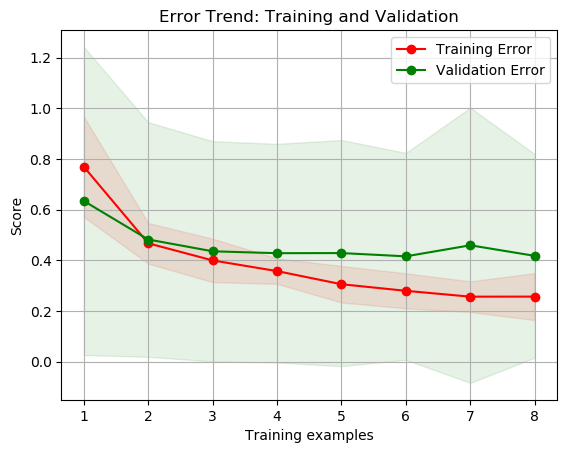 Error Trend: Training and Validation
Training Error
Validation Error
Score
1.2
1.0
0.8
0.6
0.4
0.2
0.0
1 2 3 4 5 6 7 8
Training examples